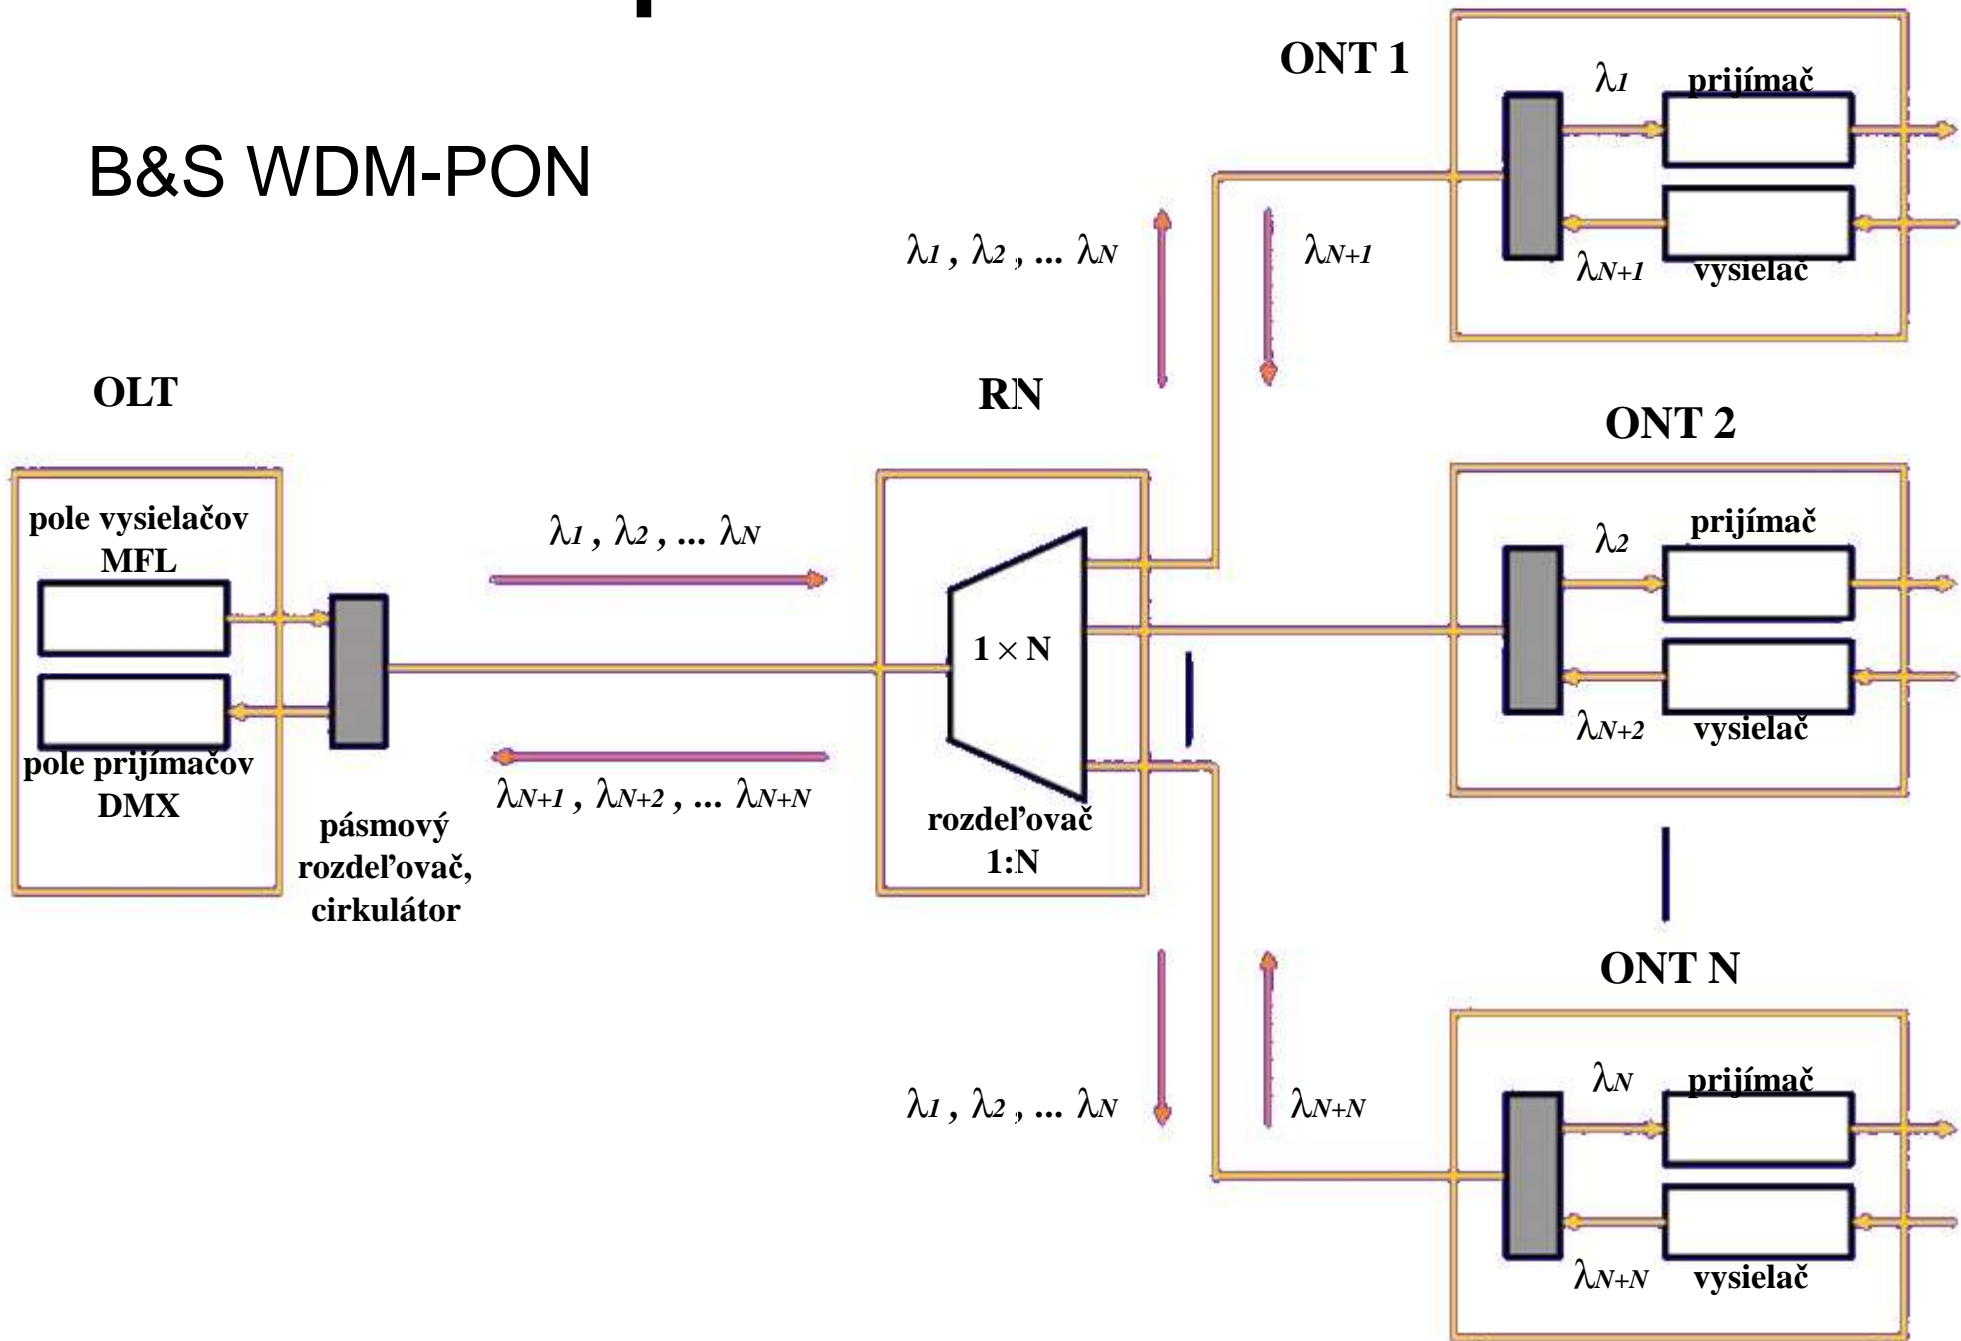 B&S WDM-PON
OLT
pole vysielačov
MFL
pole prijímačov
DMX
pásmový
rozdeľovač,
cirkulátor
λ1 , λ2 , ... λN
λN+1 , λN+2 , ... λN+N
RN
1 × N
rozdeľovač
1:N
λ1 , λ2 , ... λN
λN+1
λ1 , λ2 , ... λN
λN+N
ONT 1
λ1
prijímač
λN+1
vysielač
ONT 2
λ2
prijímač
λN+2
vysielač
ONT N
λN
prijímač
λN+N
vysielač